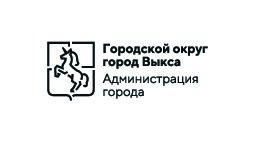 Городской округ
город Выкса
Администрация
города